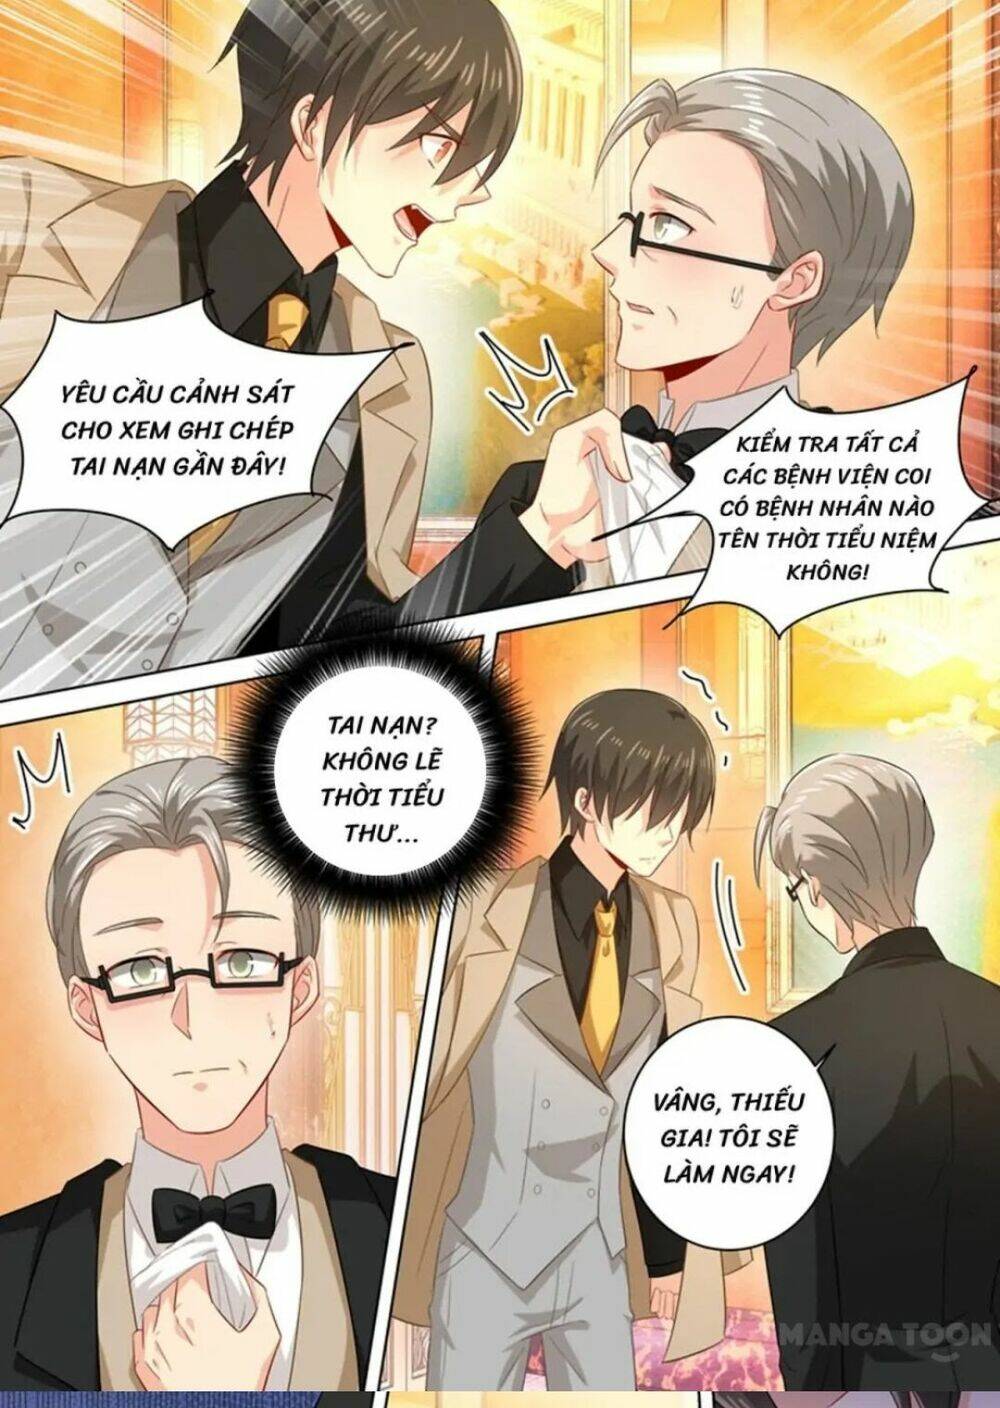 YÊU CẦU CẢNH SÁT
CHO XEM GHI CHÉP
TAI NẠN GẦN ĐÂY!
KIỂM TRA TẤT CẢ
CÁC BỆNH VIỆN COI
CÓ BỆNH NHÂN NÀO
TÊN THỜI TIỂU NIỆM
KHÔNG!
TAI NẠN?
KHÔNG LẼ
THỜI TIỂU
THƯ...
VÂNG, THIẾU
GIA! TÔI SẼ
LÀM NGAY!
MANGA TOON